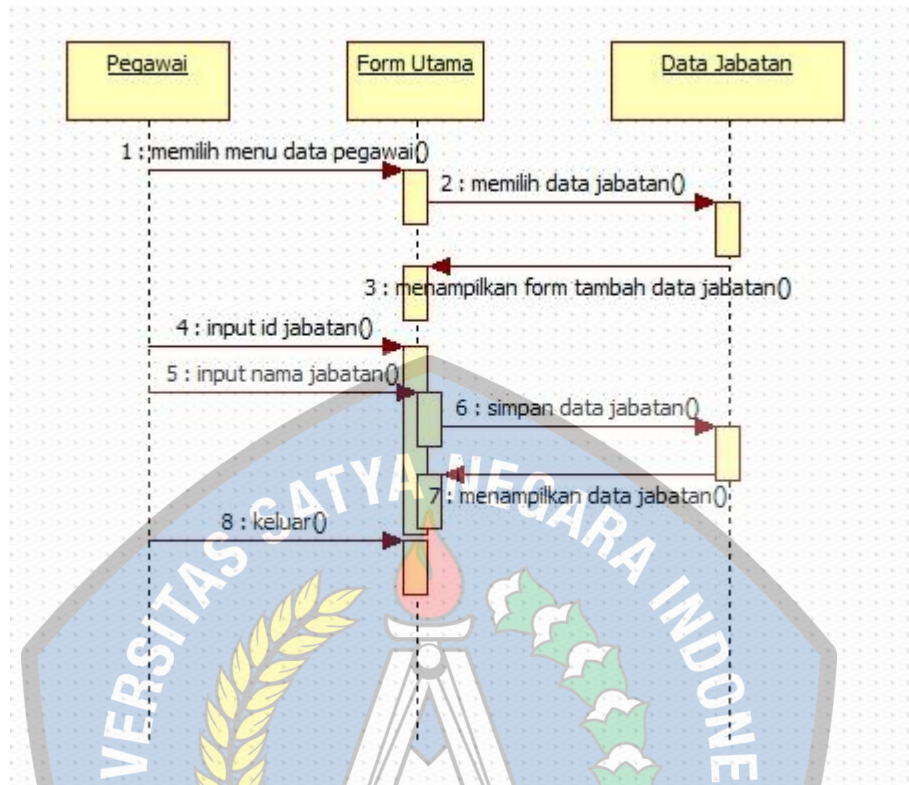 Pegawai
Form Utama
Data Jabatan
1 : memilih menu data pegawai()
2 : memilih data jabatan()
3 : menampilkan form tambah data jabatan()
4 : input id jabatan()
5 : input nama jabatan()
6 : simpan data jabatan()
7 : menampilkan data jabatan()
8 : keluar()
VERSITAS SATYA NEGARA INDONE